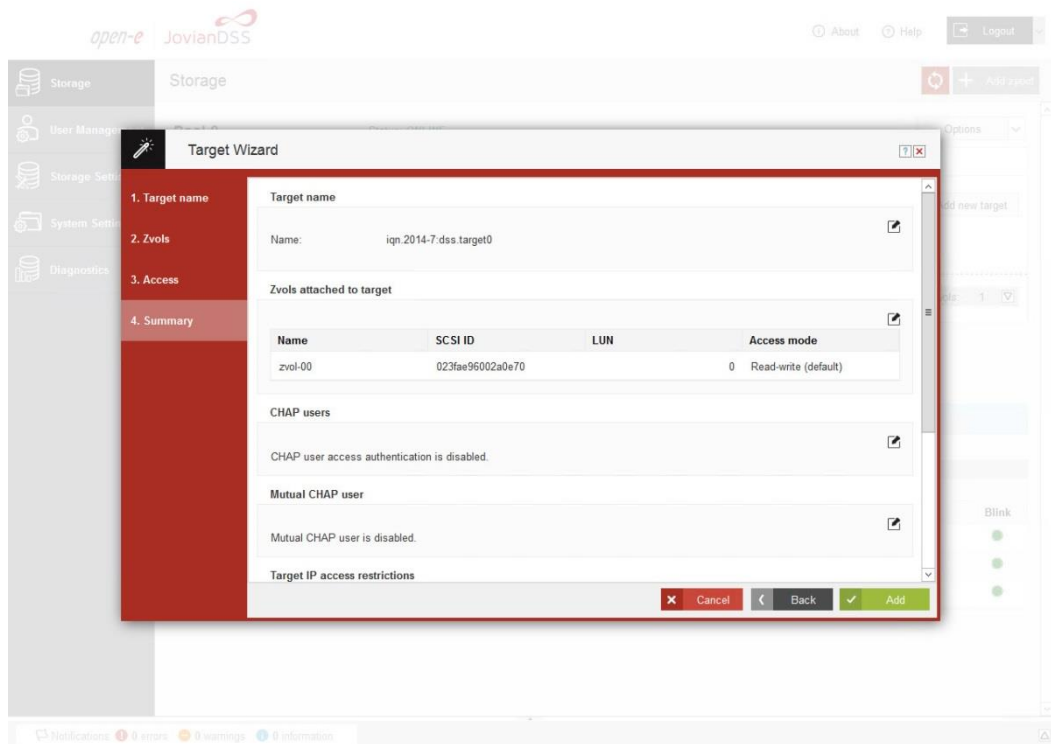 open-e JovianDSS
About Help Logout
Storage
Storage
Add zpool
User Manage
Options
Target Wizard
Storage Setti
1. Target name
Target name
Add new target
System Settin
Name: iqn.2014-7:dss.target0
2. Zvols
Diagnostics
3. Access
Zvols attached to target
1
4. Summary
Name SCSI ID LUN Access mode
zvol-00 023fae96002a0e70 0 Read-write (default)
CHAP users
CHAP user access authentication is disabled.
Mutual CHAP user
Blink
Mutual CHAP user is disabled.
Target IP access restrictions
Cancel Back Add
Notifications 0 errors 0 warnings 0 information